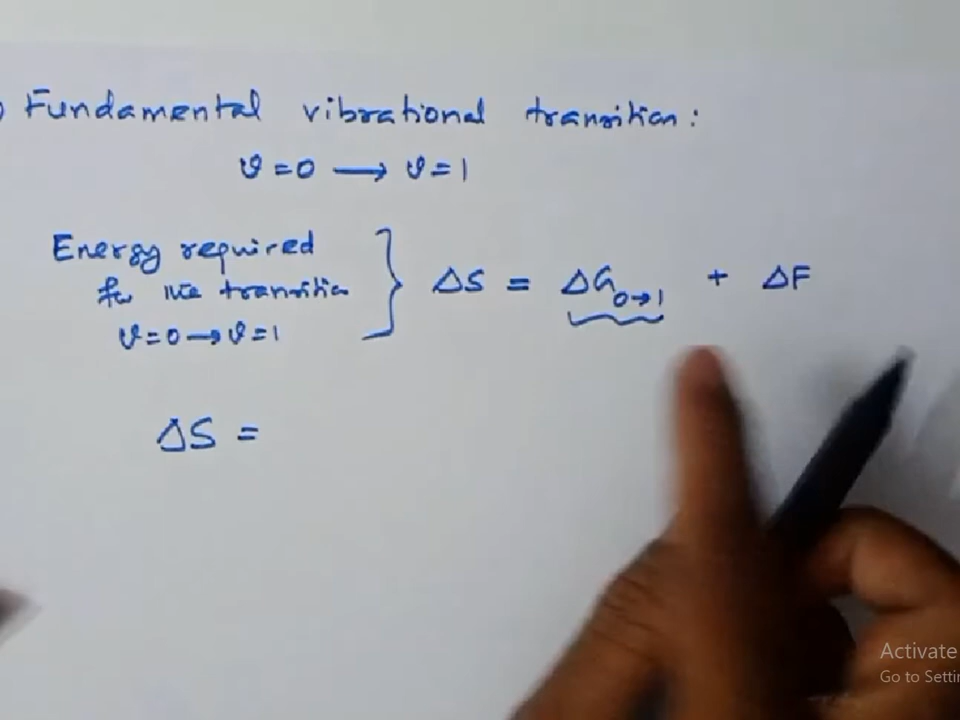 Fundamental vibrational transition:
ϑ=0 → ϑ=1
Energy required
for the transition
ϑ=0→ϑ=1
} ΔS = ΔG₀→₁ + ΔF
ΔS =
Activate
Go to Settin